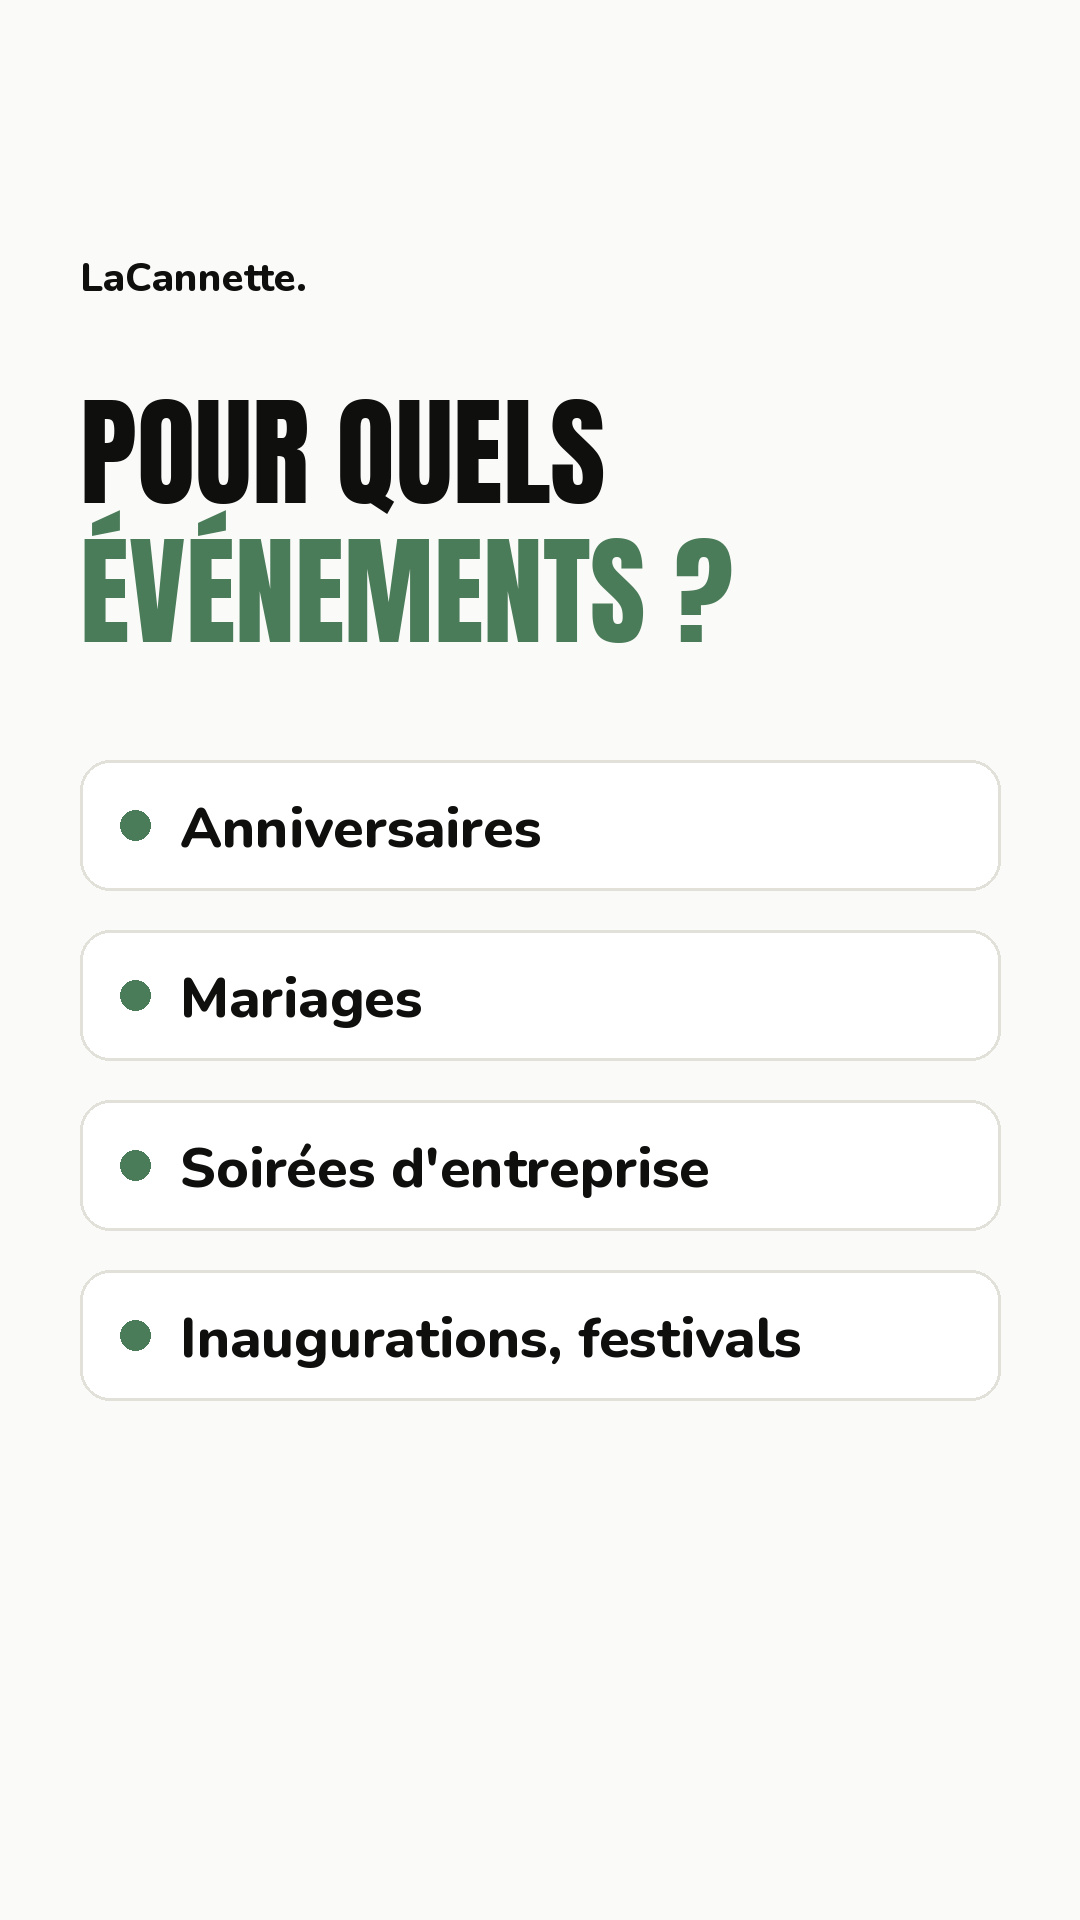 LaCannette.
POUR QUELS
ÉVÉNEMENTS ?
Anniversaires
Mariages
Soirées d'entreprise
Inaugurations, festivals